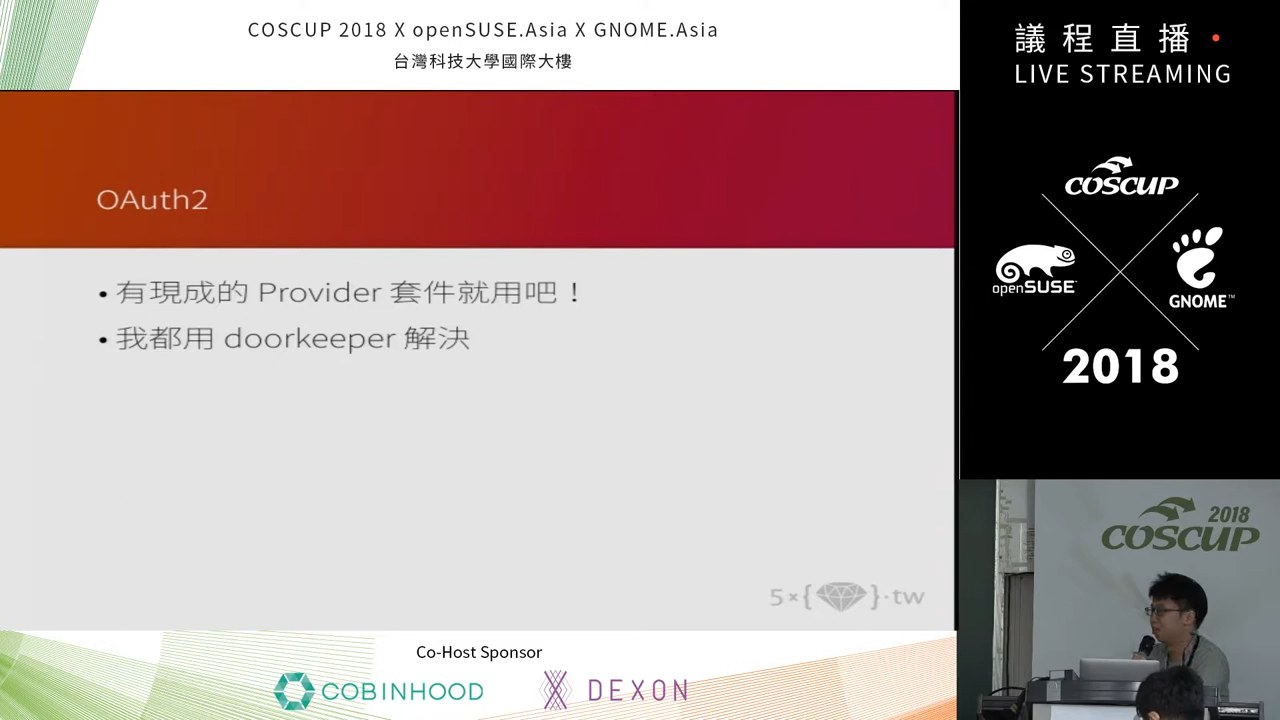 COSCUP 2018 X openSUSE.Asia X GNOME.Asia
台灣科技大學國際大樓
議程直播
LIVE STREAMING
OAuth2
• 有現成的 Provider 套件就用吧！
• 我都用 doorkeeper 解決
5×{ }·tw
COSCUP
openSUSE
GNOME™
2018
2018
COSCUP
Co-Host Sponsor
COBINHOOD
DEXON